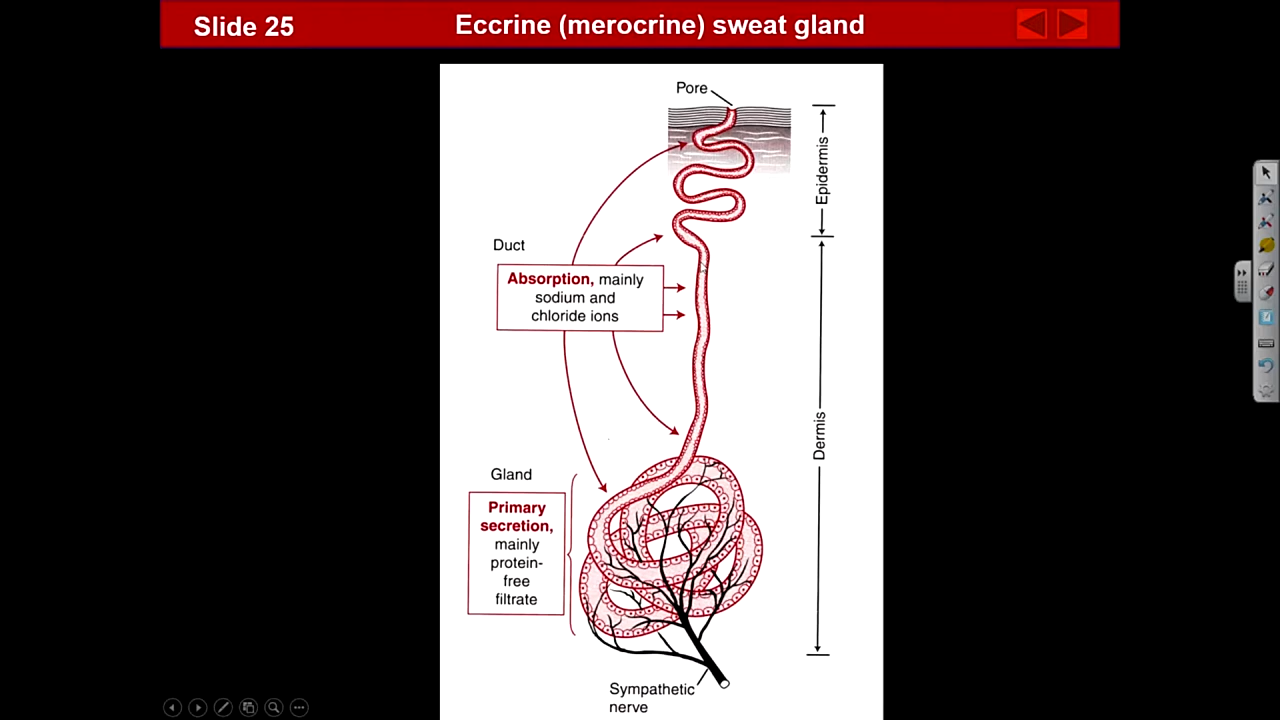 Slide 25
Eccrine (merocrine) sweat gland
Pore
Epidermis
Duct
Absorption, mainly
sodium and
chloride ions
Dermis
Gland
Primary
secretion,
mainly
protein-
free
filtrate
Sympathetic
nerve